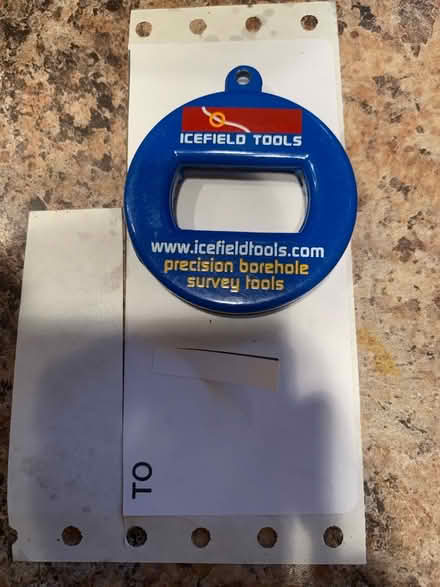 ICEFIELD TOOLS
www.icefieldtools.com
precision borehole
survey tools
TO